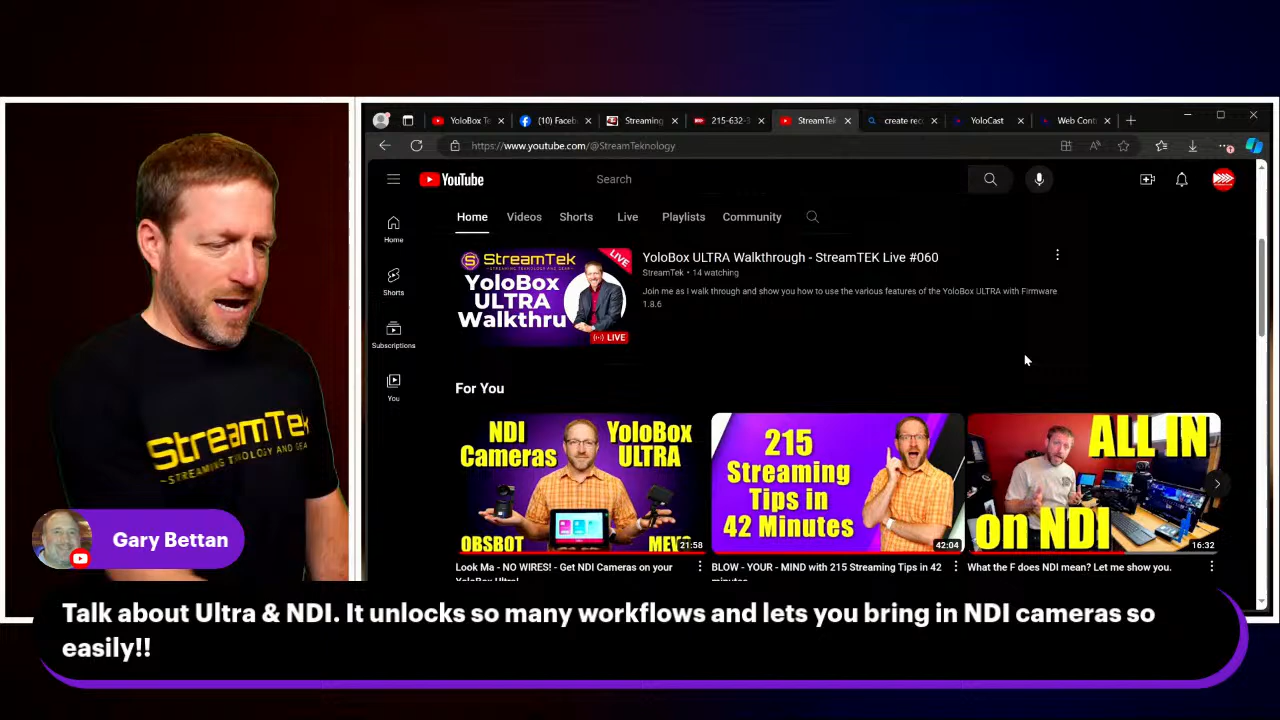 YoloBox Te
(10) Faceb
Streaming
215-632-3
StreamTek
create rec
YoloCast
Web Cont
https://www.youtube.com/@StreamTeknology
YouTube
Search
Home
Videos
Shorts
Live
Playlists
Community
Home
Shorts
Subscriptions
You
StreamTek
LIVE
YoloBox
ULTRA
Walkthru
LIVE
YoloBox ULTRA Walkthrough - StreamTEK Live #060
StreamTek • 14 watching
Join me as I walk through and show you how to use the various features of the YoloBox ULTRA with Firmware
1.8.6
For You
NDI
Cameras
YoloBox
ULTRA
OBSBOT
MEV
21:58
Look Ma - NO WIRES! - Get NDI Cameras on your
YoloBox Ultra!
215
Streaming
Tips in
42 Minutes
42:04
BLOW - YOUR - MIND with 215 Streaming Tips in 42
minutes
ALL IN
on NDI
16:32
What the F does NDI mean? Let me show you.
StreamTek
Gary Bettan
Talk about Ultra & NDI. It unlocks so many workflows and lets you bring in NDI cameras so
easily!!